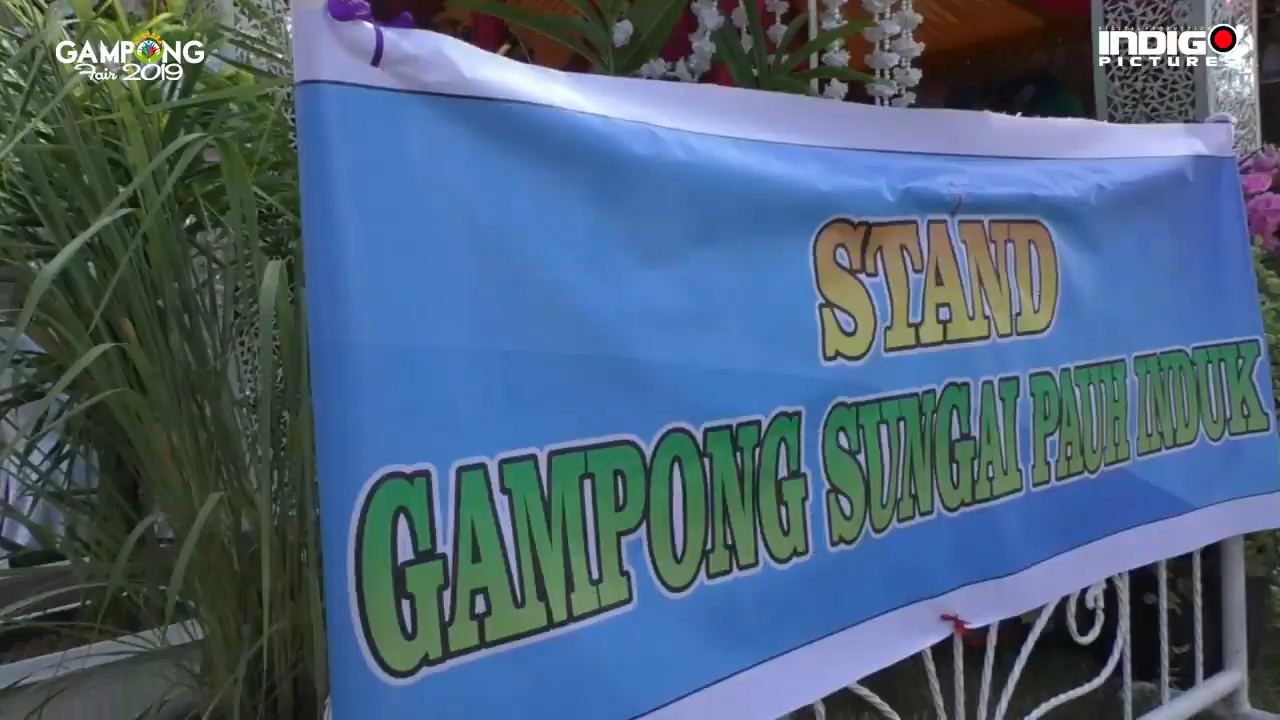 GAMPONG
Fair 2019
INDIGO
PICTURES
STAND
GAMPONG SUNGAI PAUH INDUK